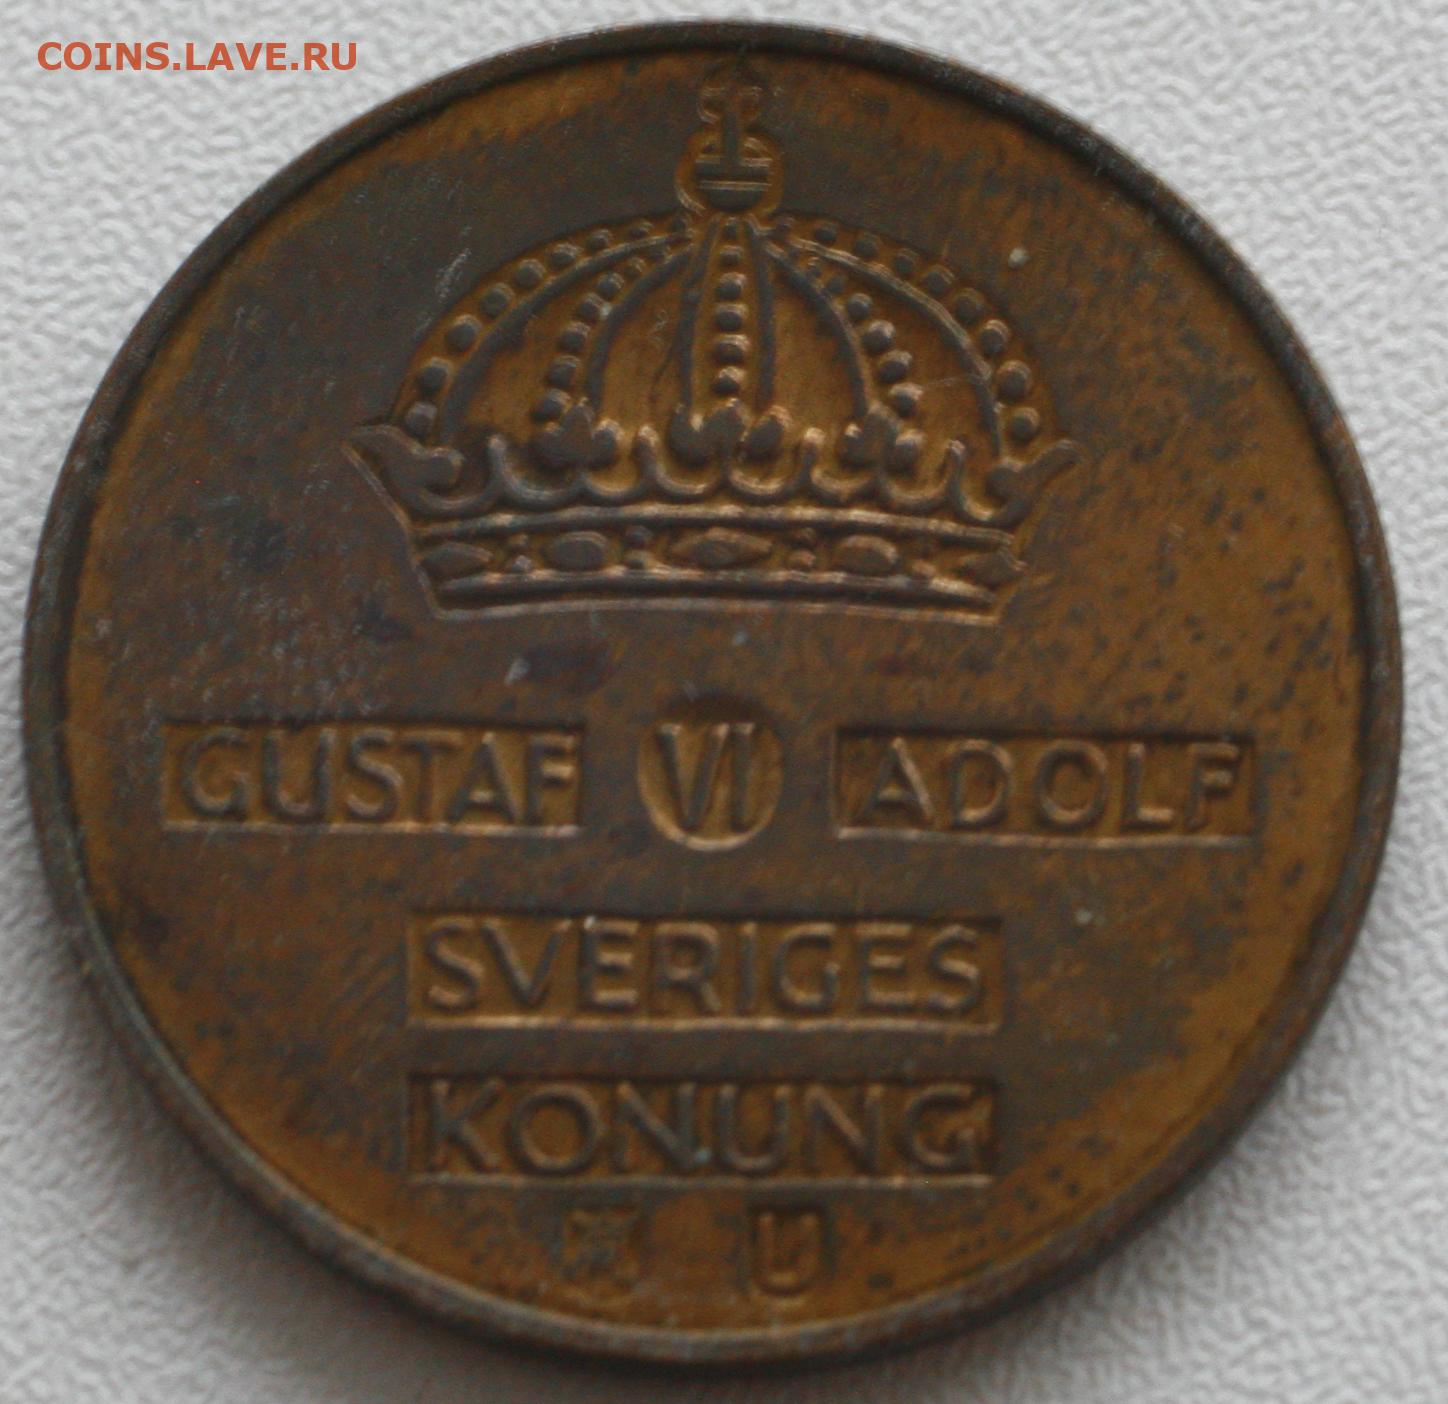 COINS.LAVE.RU
GUSTAF VI ADOLF
SVERIGES
KONUNG
U